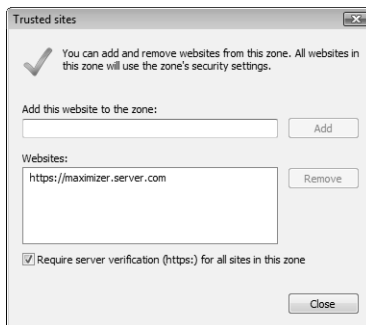 Trusted sites
You can add and remove websites from this zone. All websites in
this zone will use the zone's security settings.
Add this website to the zone:
Add
Websites:
https://maximizer.server.com
Remove
Require server verification (https:) for all sites in this zone
Close